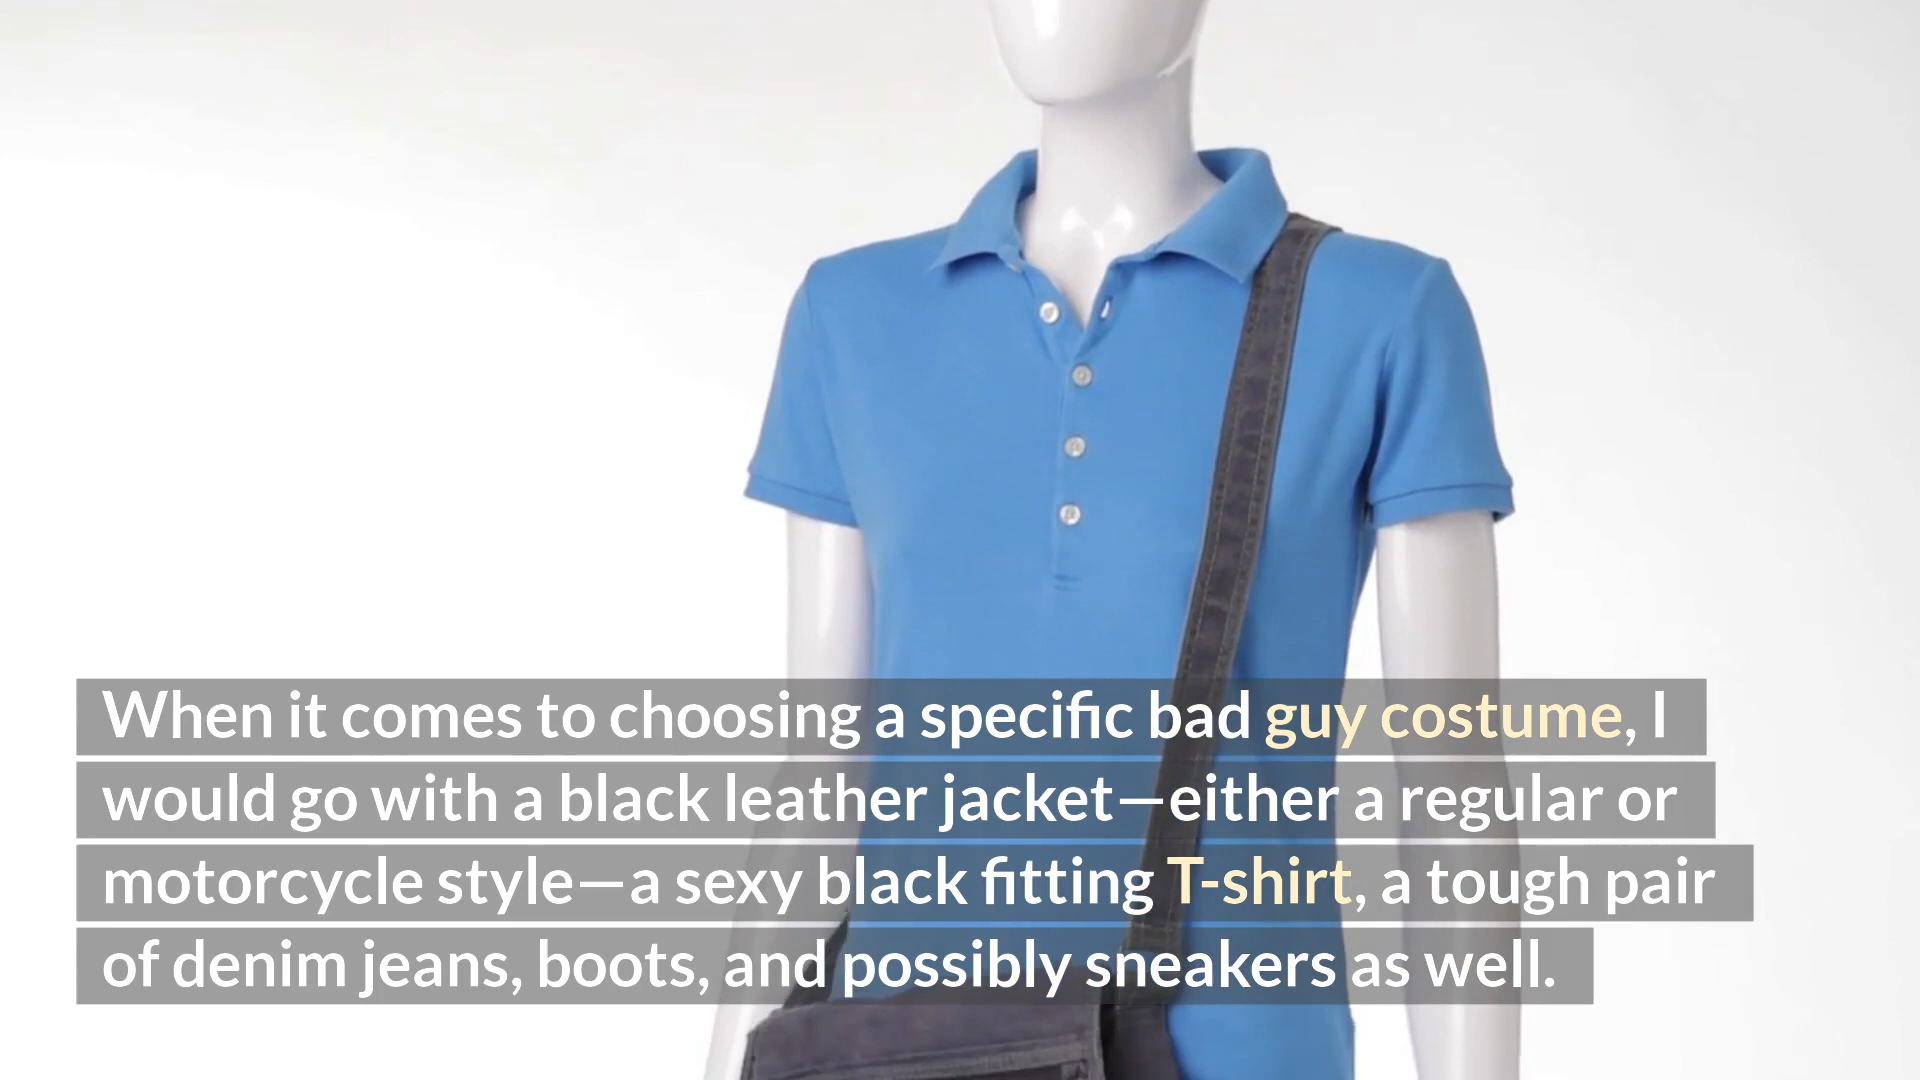 When it comes to choosing a specific bad guy costume, I
would go with a black leather jacket—either a regular or
motorcycle style—a sexy black fitting T-shirt, a tough pair
of denim jeans, boots, and possibly sneakers as well.